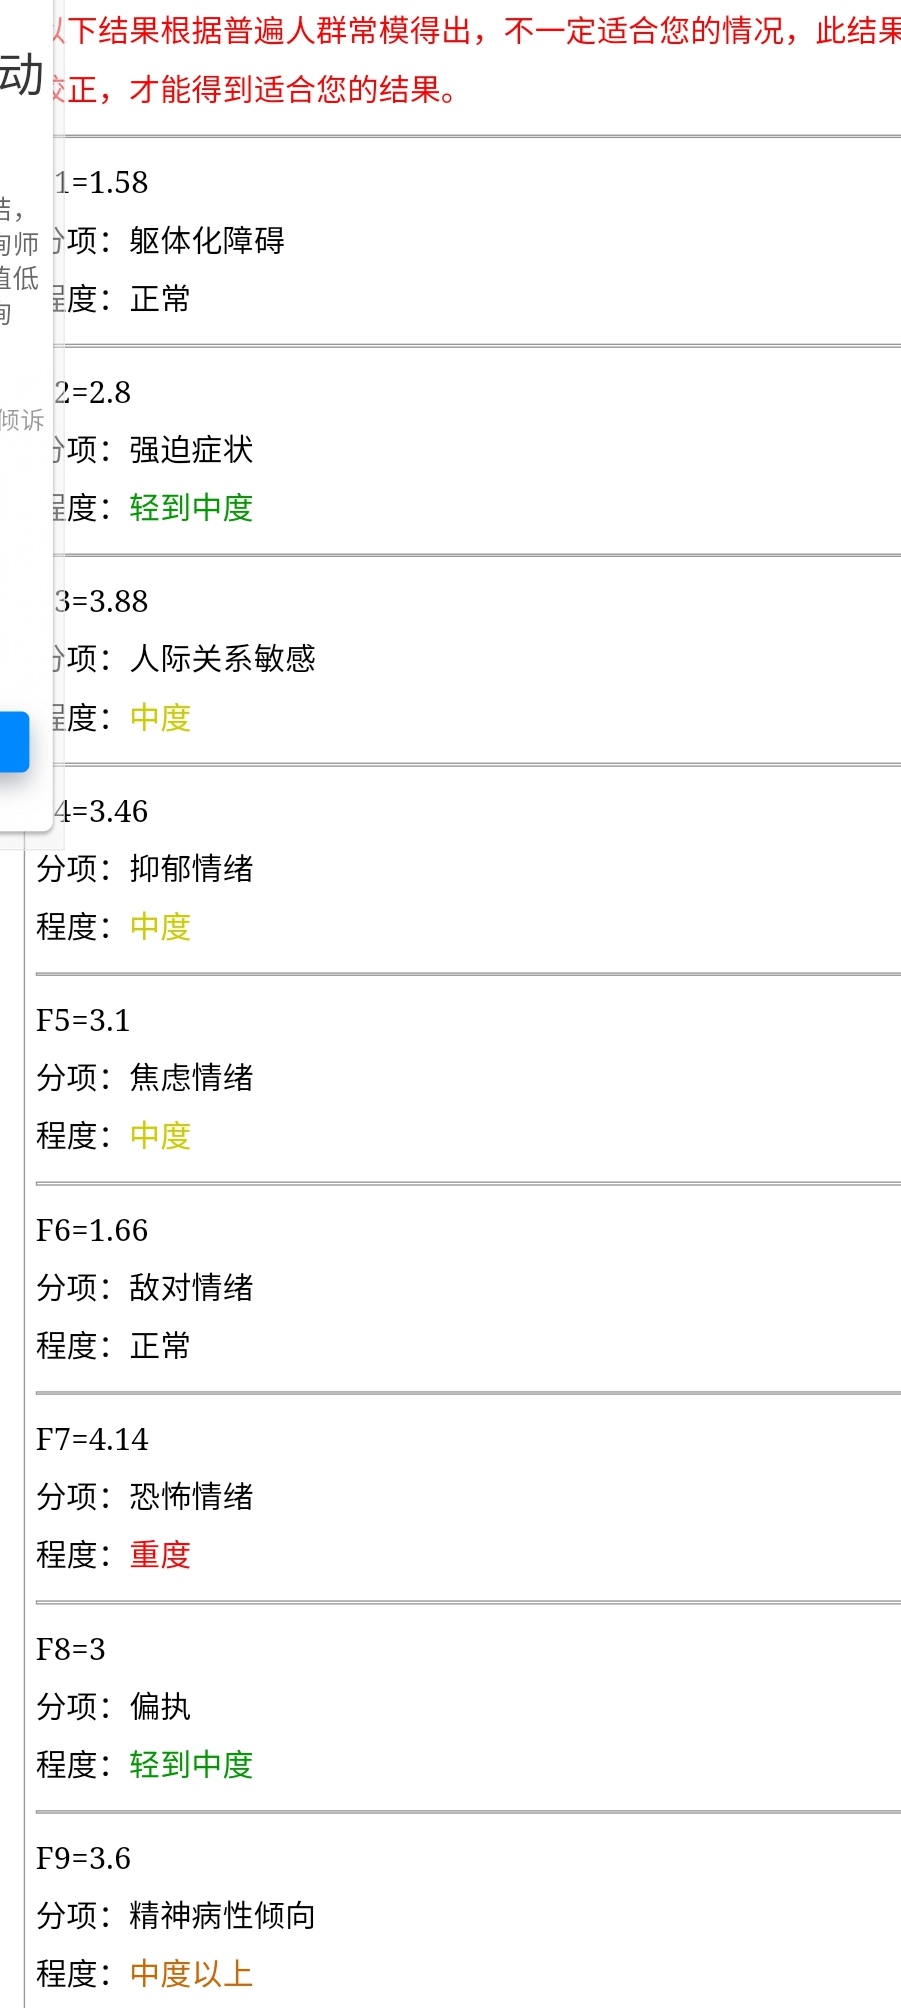 以下结果根据普遍人群常模得出，不一定适合您的情况，此结果
校正，才能得到适合您的结果。
动
1=1.58
结，
分项：躯体化障碍
询师
值低
程度：正常
询
2=2.8
倾诉
分项：强迫症状
程度：轻到中度
3=3.88
分项：人际关系敏感
程度：中度
4=3.46
分项：抑郁情绪
程度：中度
F5=3.1
分项：焦虑情绪
程度：中度
F6=1.66
分项：敌对情绪
程度：正常
F7=4.14
分项：恐怖情绪
程度：重度
F8=3
分项：偏执
程度：轻到中度
F9=3.6
分项：精神病性倾向
程度：中度以上